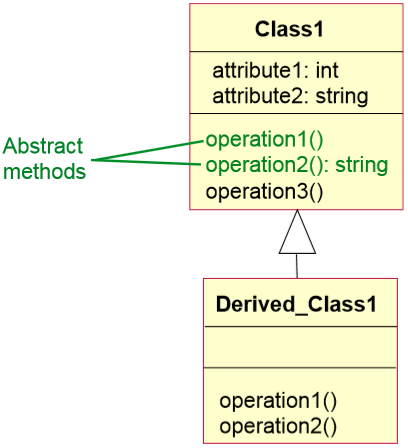 Class1
attribute1: int
attribute2: string
Abstract
methods
operation1()
operation2(): string
operation3()
Derived_Class1
operation1()
operation2()